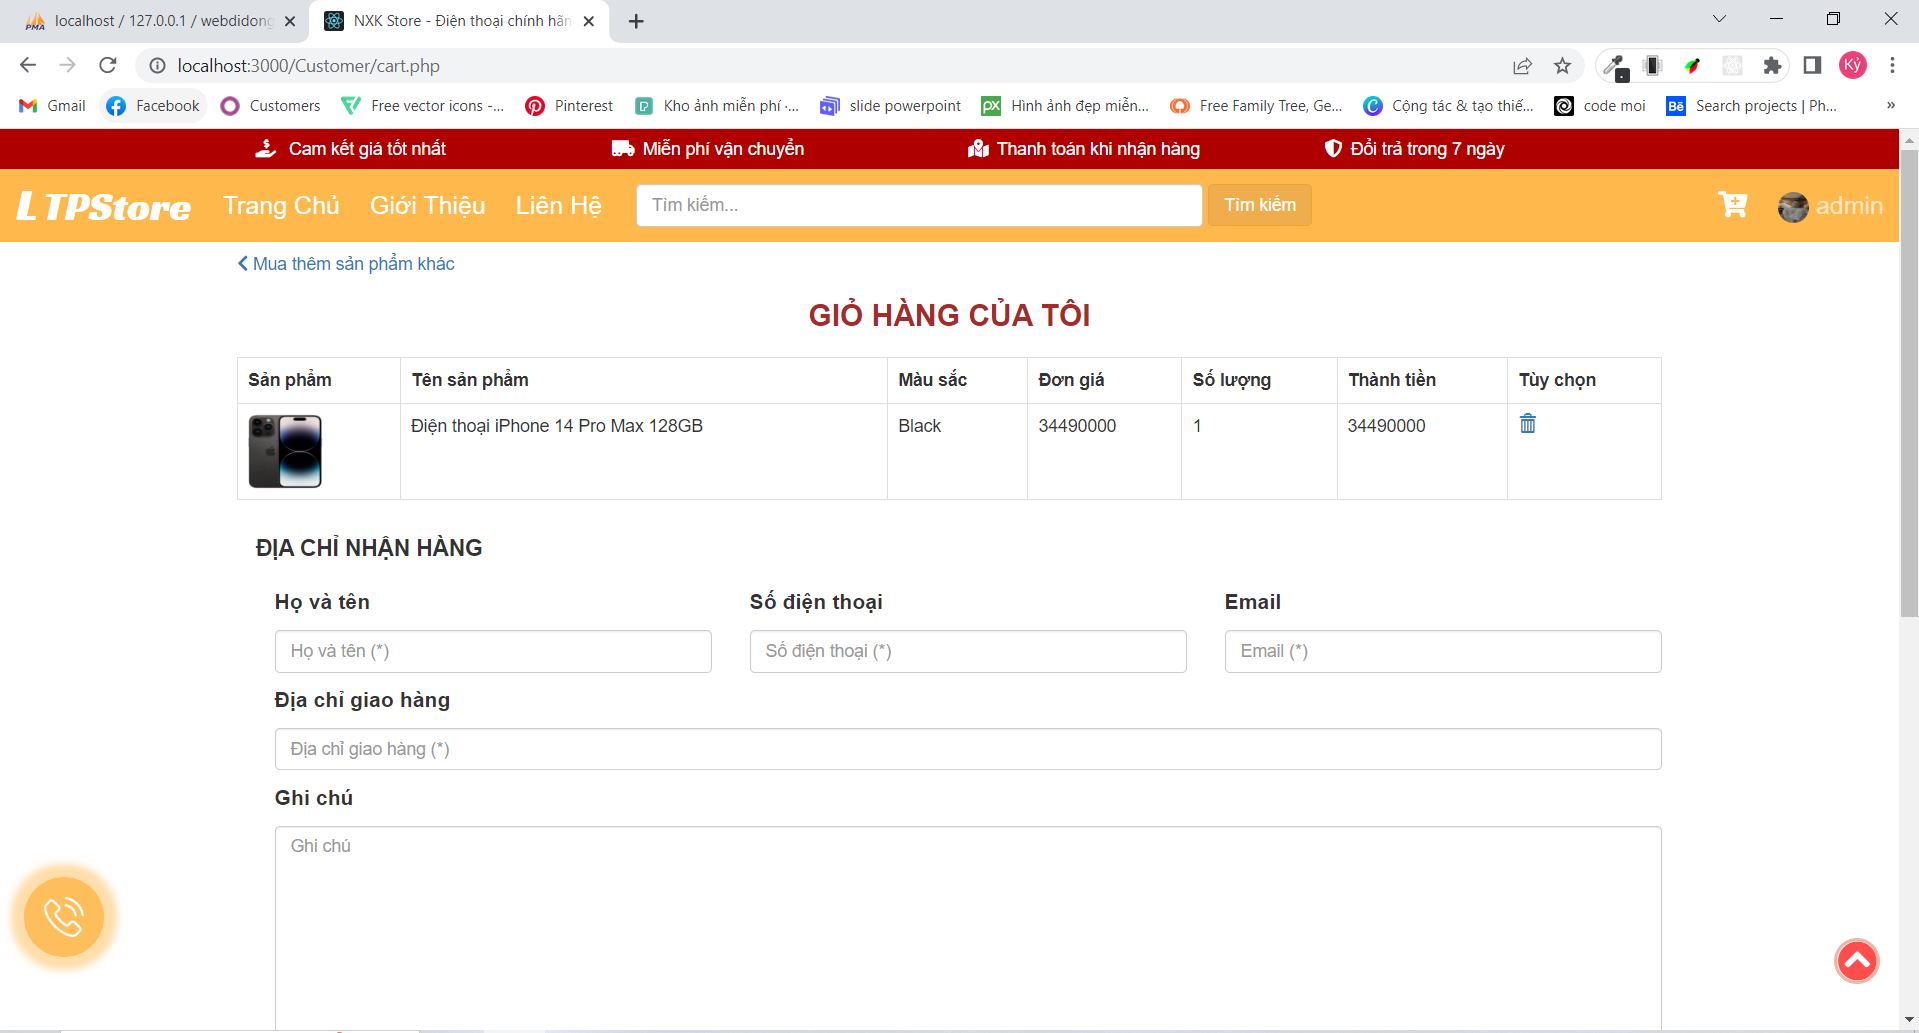 localhost / 127.0.0.1 / webdidong
NXK Store - Điện thoại chính hãn
localhost:3000/Customer/cart.php
Kỷ
Gmail
Facebook
Customers
Free vector icons -...
Pinterest
Kho ảnh miễn phí ·...
slide powerpoint
Hình ảnh đẹp miễn...
Free Family Tree, Ge...
Cộng tác & tạo thiế...
code moi
Search projects | Ph...
»
Cam kết giá tốt nhất
Miễn phí vận chuyển
Thanh toán khi nhận hàng
Đổi trả trong 7 ngày
LTPStore
Trang Chủ
Giới Thiệu
Liên Hệ
Tìm kiếm...
Tìm kiếm
admin
Mua thêm sản phẩm khác
GIỎ HÀNG CỦA TÔI
Sản phẩm Tên sản phẩm Màu sắc Đơn giá Số lượng Thành tiền Tùy chọn
Điện thoại iPhone 14 Pro Max 128GB Black 34490000 1 34490000
ĐỊA CHỈ NHẬN HÀNG
Họ và tên Số điện thoại Email
Họ và tên (*) Số điện thoại (*) Email (*)
Địa chỉ giao hàng
Địa chỉ giao hàng (*)
Ghi chú
Ghi chú